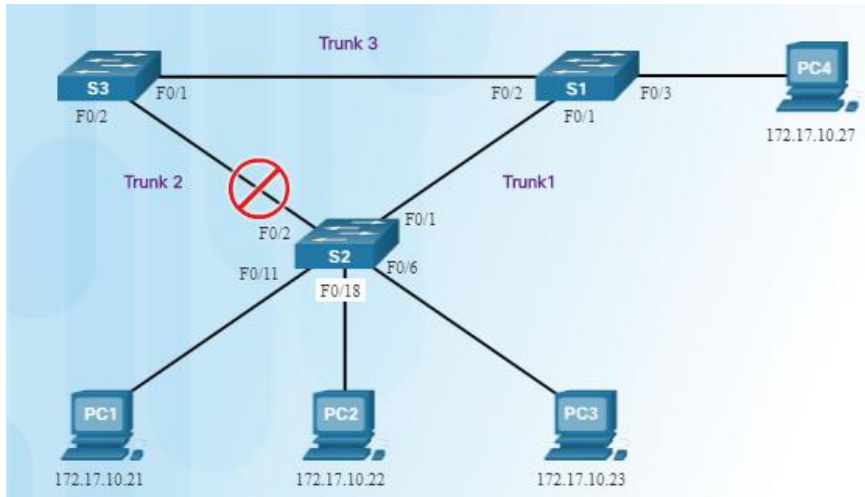 Trunk 3
PC4
S3
F0/1
F0/2
S1
F0/3
F0/2
F0/1
172.17.10.27
Trunk 2
Trunk1
F0/2
F0/1
S2
F0/11
F0/6
F0/18
PC1
PC2
PC3
172.17.10.21
172.17.10.22
172.17.10.23